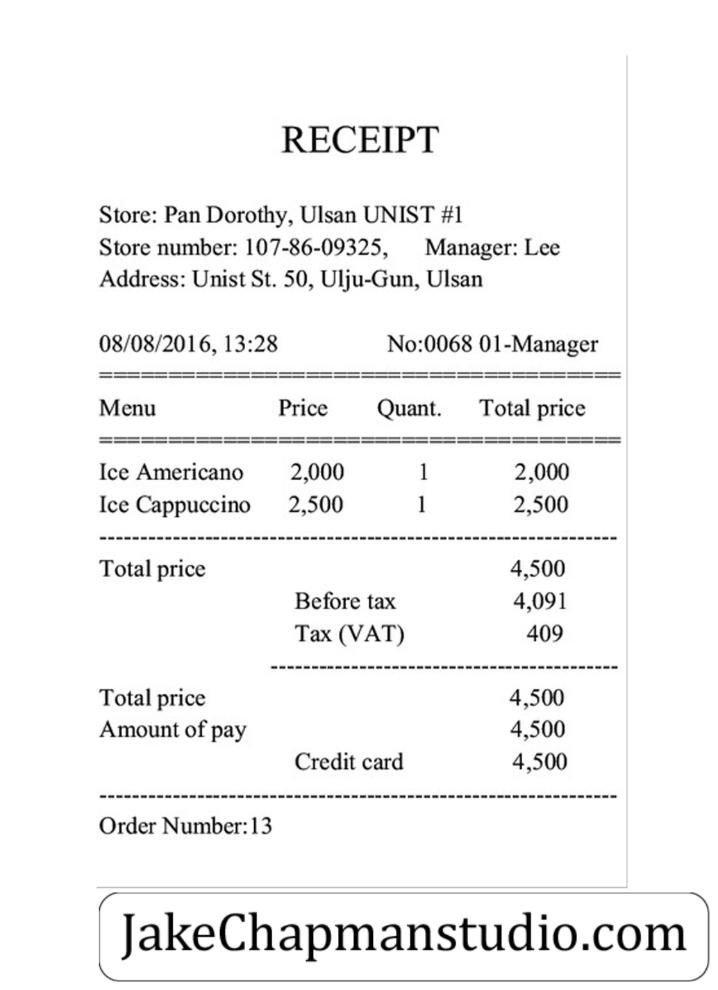 RECEIPT
Store: Pan Dorothy, Ulsan UNIST #1
Store number: 107-86-09325, Manager: Lee
Address: Unist St. 50, Ulju-Gun, Ulsan
08/08/2016, 13:28 No:0068 01-Manager
======================================
Menu Price Quant. Total price
======================================
Ice Americano 2,000 1 2,000
Ice Cappuccino 2,500 1 2,500
----------------------------------------------------------------
Total price 4,500
Before tax 4,091
Tax (VAT) 409
-------------------------------------------
Total price 4,500
Amount of pay 4,500
Credit card 4,500
----------------------------------------------------------------
Order Number:13
JakeChapmanstudio.com